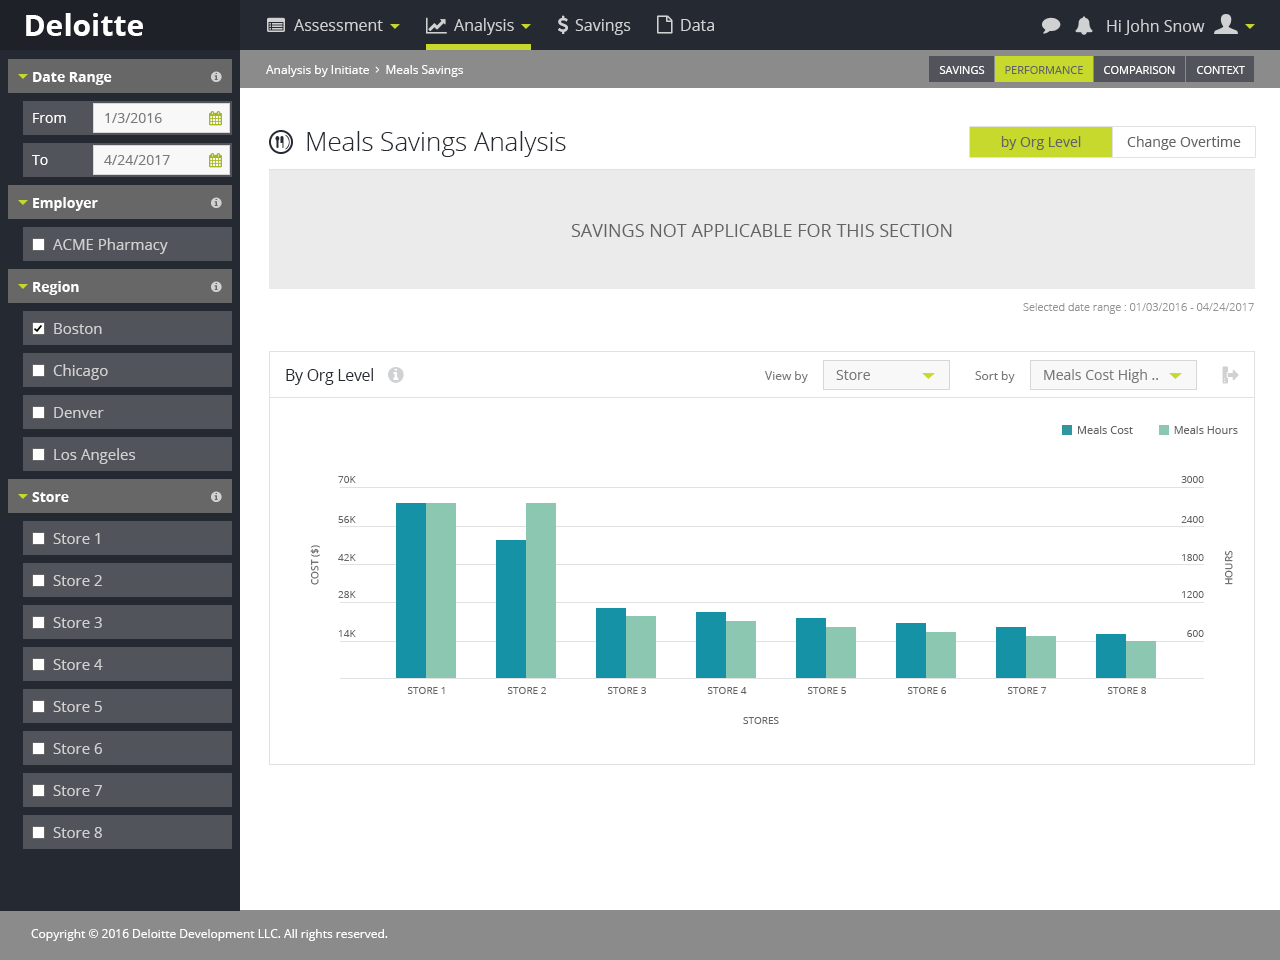 Deloitte
Assessment
Analysis
Savings
Data
Hi John Snow
Analysis by Initiate › Meals Savings
SAVINGS
PERFORMANCE
COMPARISON
CONTEXT
Date Range
From 1/3/2016
To 4/24/2017
Employer
ACME Pharmacy
Region
Boston
Chicago
Denver
Los Angeles
Store
Store 1
Store 2
Store 3
Store 4
Store 5
Store 6
Store 7
Store 8
Meals Savings Analysis
by Org Level
Change Overtime
SAVINGS NOT APPLICABLE FOR THIS SECTION
Selected date range : 01/03/2016 - 04/24/2017
By Org Level
View by
Store
Sort by
Meals Cost High ..
Meals Cost
Meals Hours
70K
56K
42K
28K
14K
COST ($)
3000
2400
1800
1200
600
HOURS
STORE 1
STORE 2
STORE 3
STORE 4
STORE 5
STORE 6
STORE 7
STORE 8
STORES
Copyright © 2016 Deloitte Development LLC. All rights reserved.